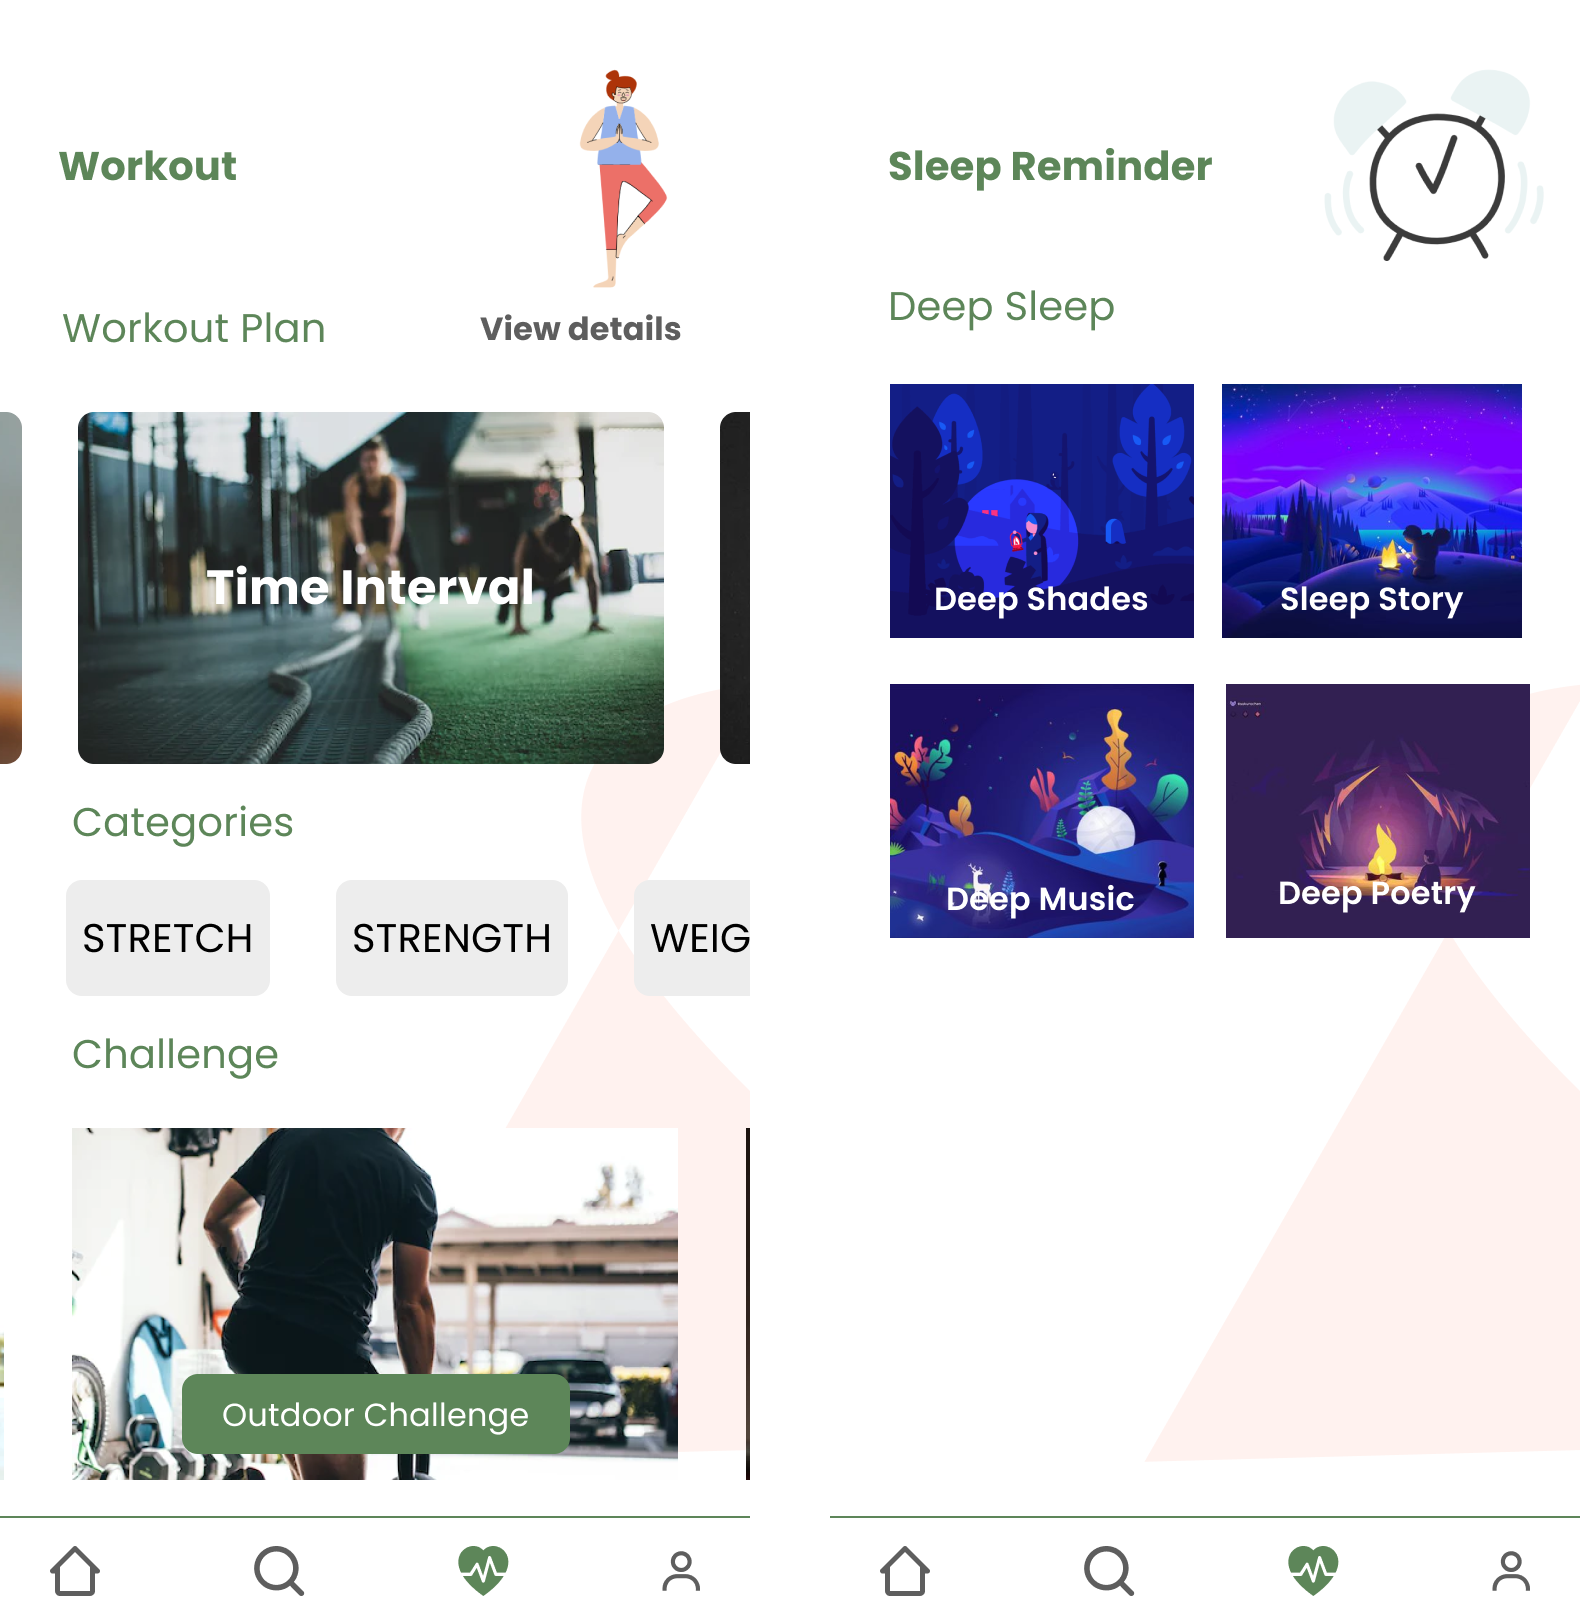 Workout
Workout Plan
View details
Time Interval
Categories
STRETCH
STRENGTH
WEIG
Challenge
Outdoor Challenge
Sleep Reminder
Deep Sleep
Deep Shades
Sleep Story
Deep Music
Deep Poetry